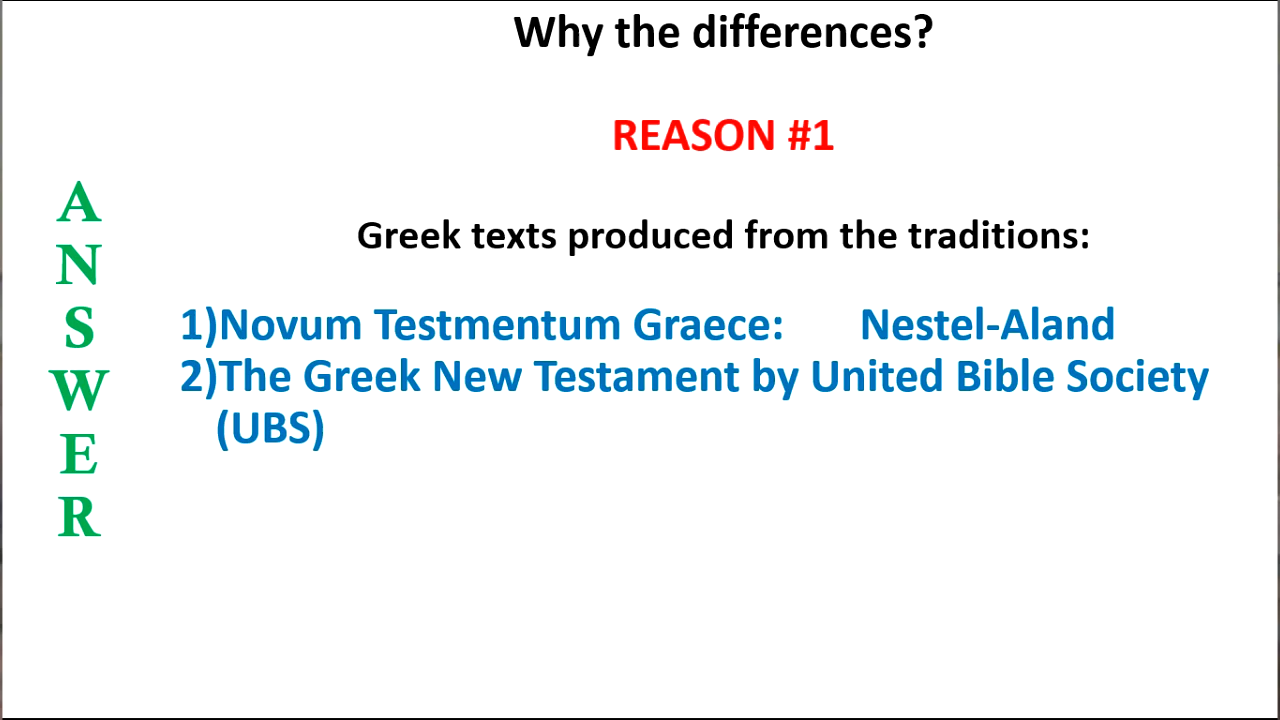 Why the differences?
REASON #1
ANSWER
Greek texts produced from the traditions:
1)Novum Testmentum Graece: Nestel-Aland
2)The Greek New Testament by United Bible Society
(UBS)